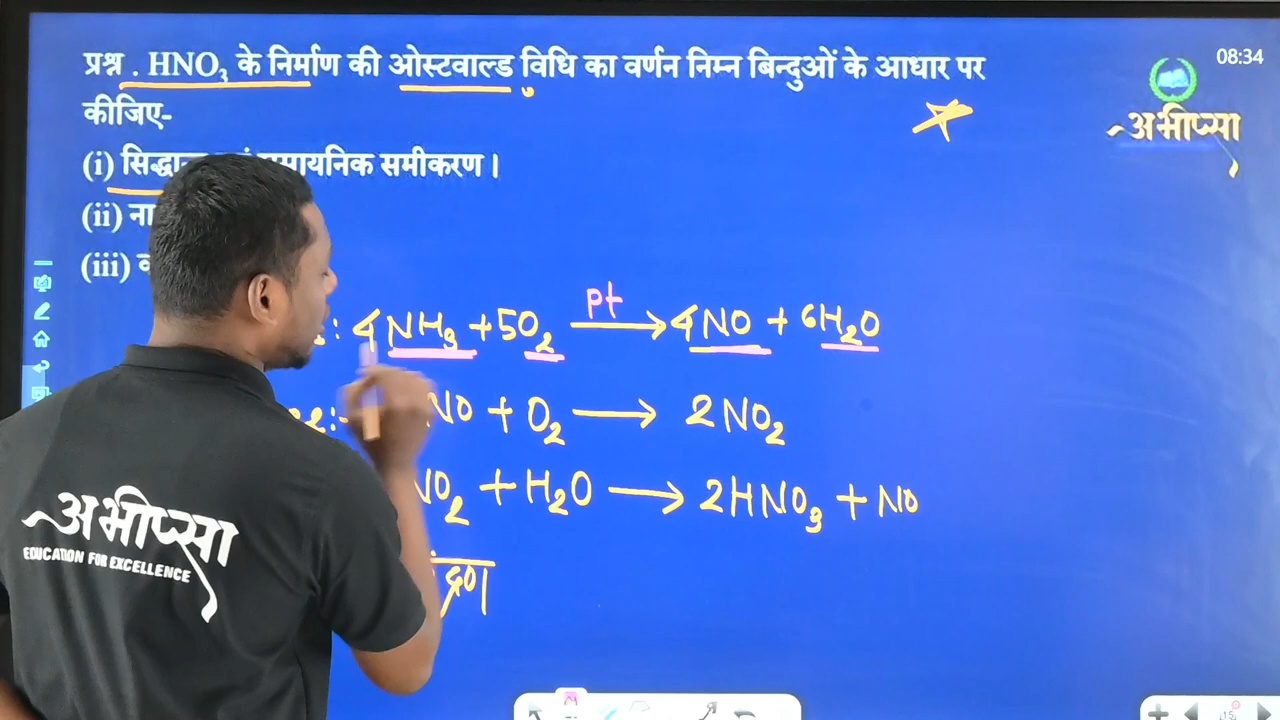 प्रश्न . HNO₃ के निर्माण की ओस्टवाल्ड विधि का वर्णन निम्न बिन्दुओं के आधार पर
08:34
कीजिए-
अभीप्सा
(i) समीकरण ।
(ii)
(iii)
pt
4NH₃ + 5O₂ ⟶ 4NO + 6H₂O
NO + O₂ ⟶ 2NO₂
NO₂ + H₂O ⟶ 2HNO₃ + NO
अभीप्सा
EDUCATION FOR EXCELLENCE